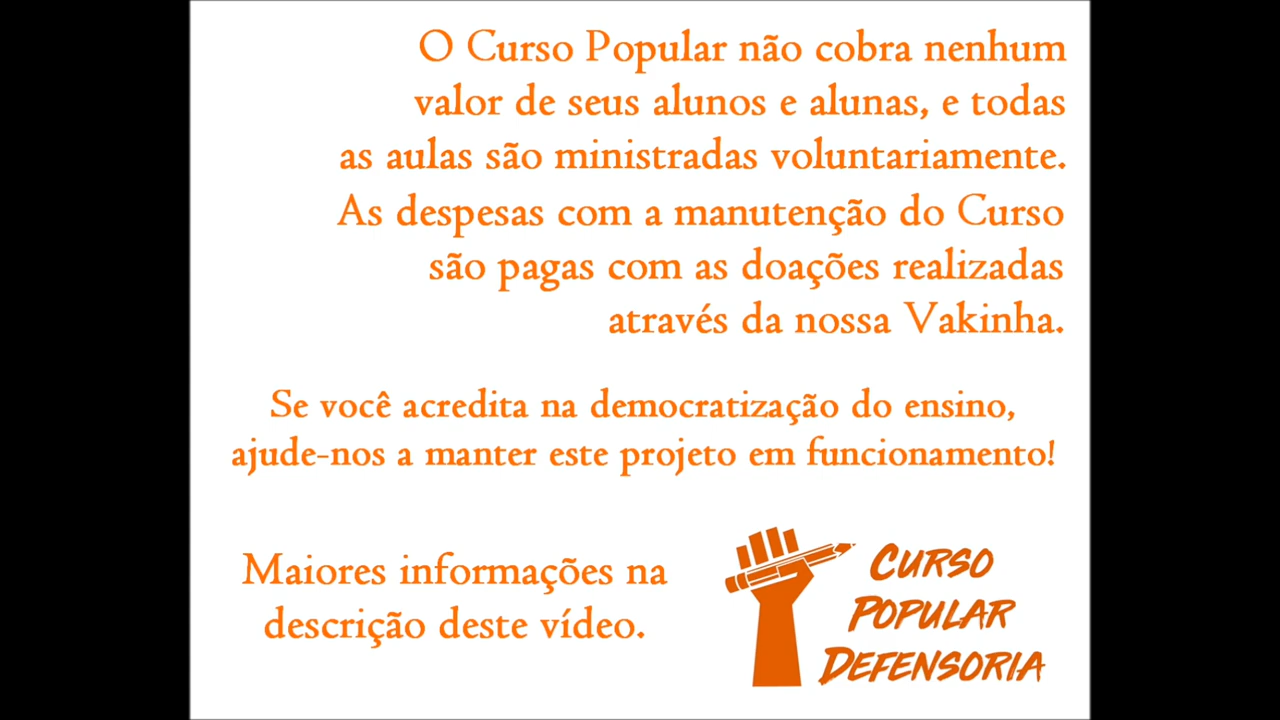 O Curso Popular não cobra nenhum
valor de seus alunos e alunas, e todas
as aulas são ministradas voluntariamente.
As despesas com a manutenção do Curso
são pagas com as doações realizadas
através da nossa Vakinha.
Se você acredita na democratização do ensino,
ajude-nos a manter este projeto em funcionamento!
Maiores informações na
descrição deste vídeo.
CURSO
POPULAR
DEFENSORIA